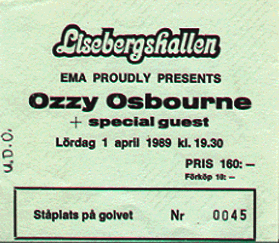 Lisebergshallen
EMA PROUDLY PRESENTS
Ozzy Osbourne
+ special guest
Lördag 1 april 1989 kl. 19.30
PRIS 160:–
Förköp 10:–
U.D.O.
Ståplats på golvet Nr 0045